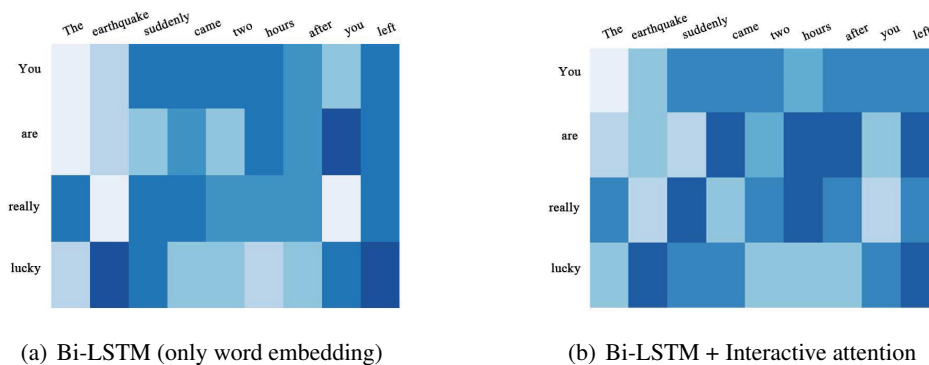 The earthquake suddenly came two hours after you left
You
are
really
lucky
(a) Bi-LSTM (only word embedding)
The earthquake suddenly came two hours after you left
You
are
really
lucky
(b) Bi-LSTM + Interactive attention